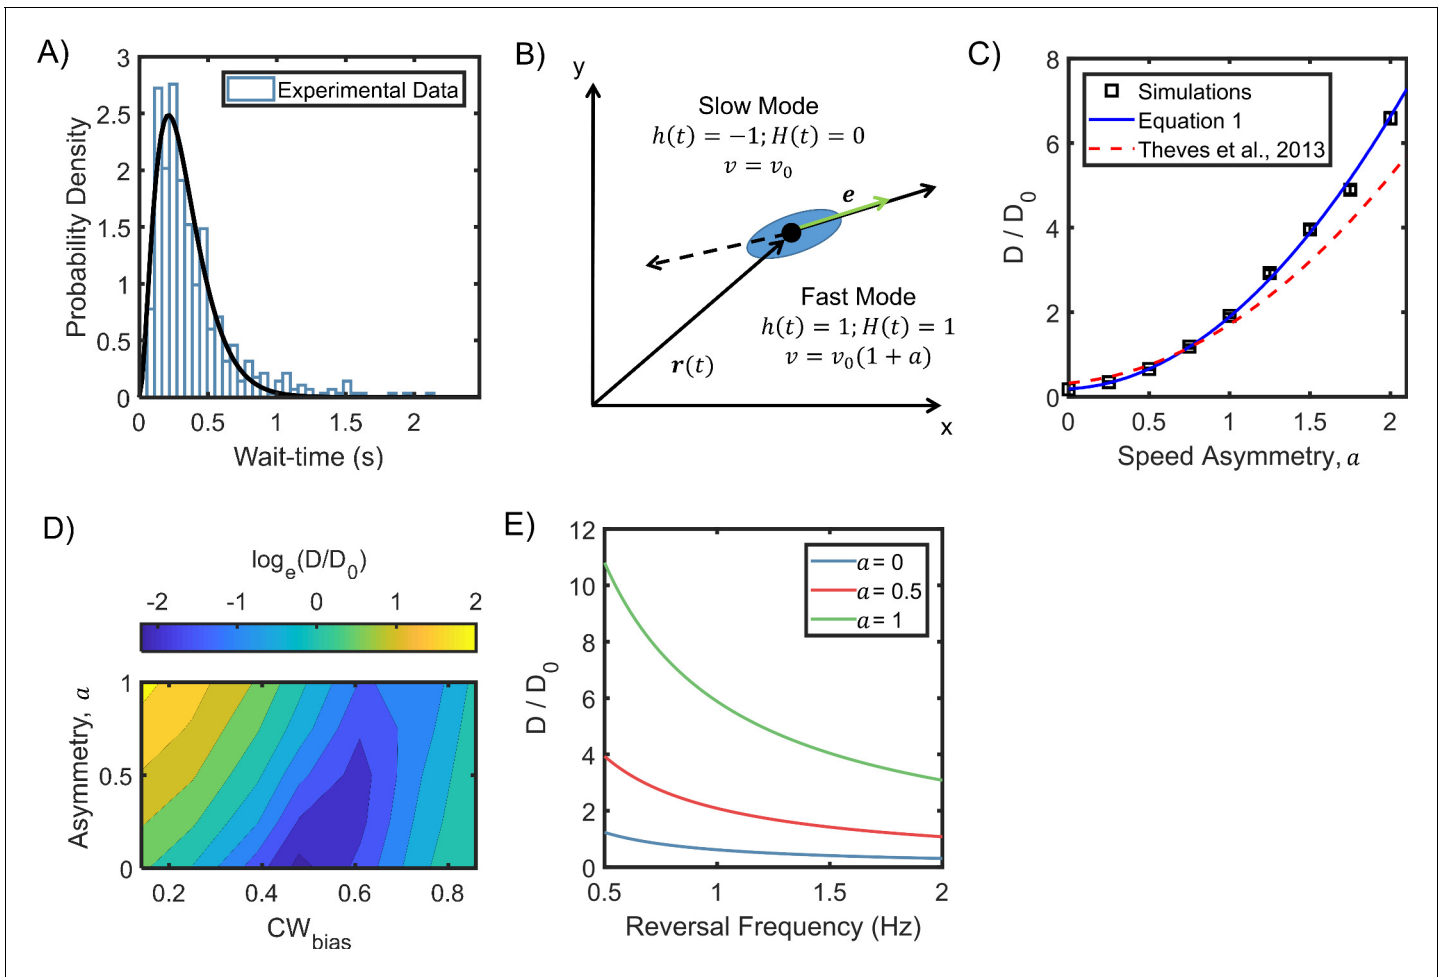 A)
3
2.5
2
1.5
1
0.5
0
Probability Density
Experimental Data
0 0.5 1 1.5 2
Wait-time (s)
B)
y
Slow Mode
h(t) = −1; H(t) = 0
v = v₀
e
Fast Mode
h(t) = 1; H(t) = 1
v = v₀(1 + a)
r(t)
x
C)
8
6
4
2
0
D / D₀
Simulations
Equation 1
Theves et al., 2013
0 0.5 1 1.5 2
Speed Asymmetry, a
D)
logₑ(D/D₀)
-2 -1 0 1 2
1
0.5
0
Asymmetry, a
0.2 0.4 0.6 0.8
CW_bias
E)
12
10
8
6
4
2
0
D / D₀
a = 0
a = 0.5
a = 1
0.5 1 1.5 2
Reversal Frequency (Hz)